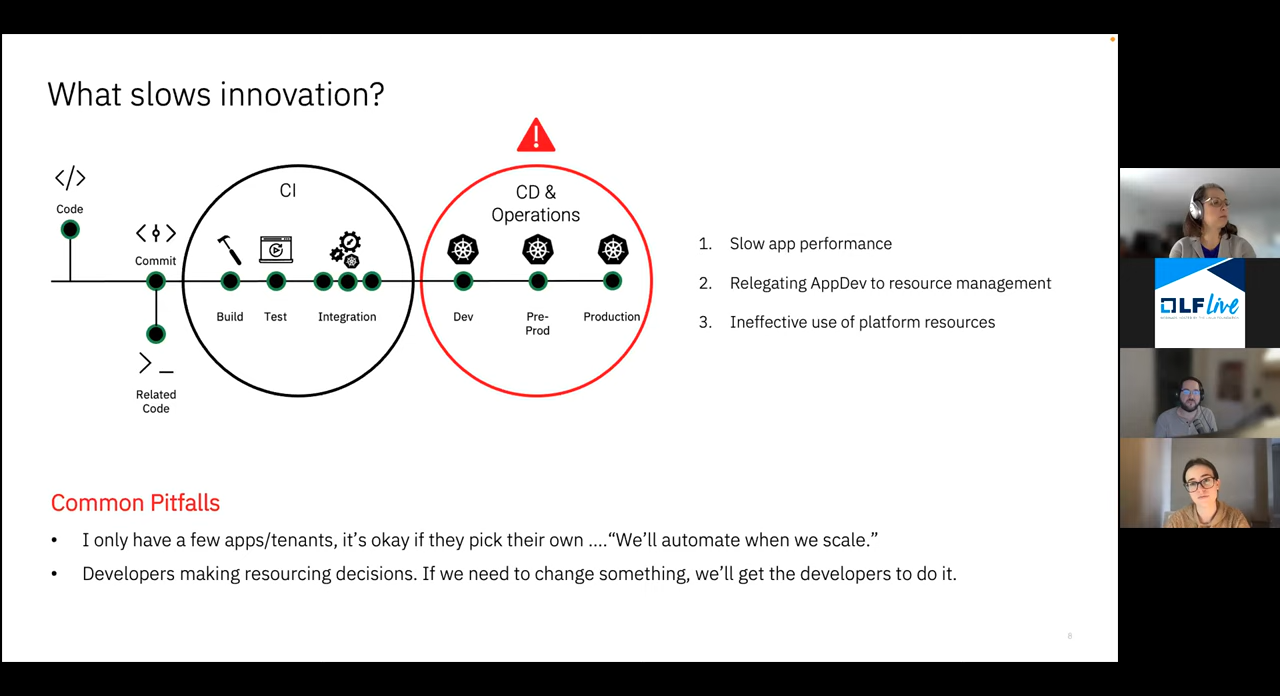 What slows innovation?
</>
Code
Commit
Related
Code
CI
Build
Test
Integration
CD &
Operations
Dev
Pre-
Prod
Production
1. Slow app performance
2. Relegating AppDev to resource management
3. Ineffective use of platform resources
Common Pitfalls
• I only have a few apps/tenants, it’s okay if they pick their own ....“We’ll automate when we scale.”
• Developers making resourcing decisions. If we need to change something, we’ll get the developers to do it.
8
LF live